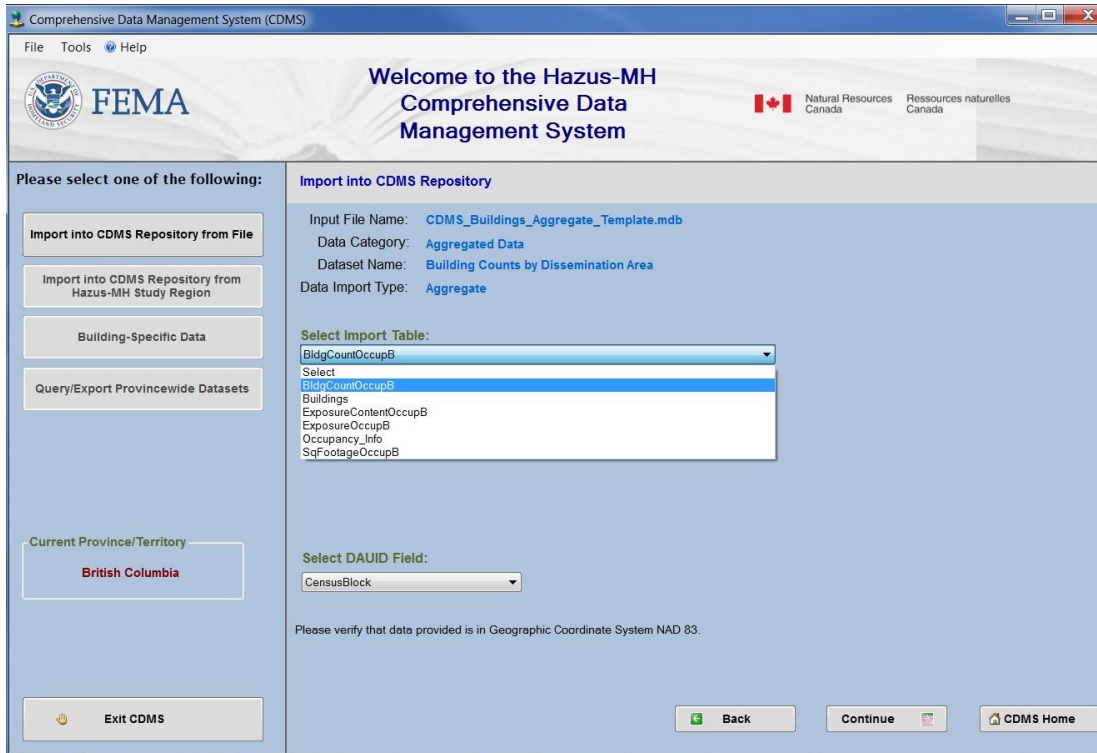 Comprehensive Data Management System (CDMS)
File Tools Help
FEMA
Welcome to the Hazus-MH
Comprehensive Data
Management System
Natural Resources
Canada
Ressources naturelles
Canada
Please select one of the following:
Import into CDMS Repository from File
Import into CDMS Repository from
Hazus-MH Study Region
Building-Specific Data
Query/Export Provincewide Datasets
Current Province/Territory
British Columbia
Exit CDMS
Import into CDMS Repository
Input File Name: CDMS_Buildings_Aggregate_Template.mdb
Data Category: Aggregated Data
Dataset Name: Building Counts by Dissemination Area
Data Import Type: Aggregate
Select Import Table:
BldgCountOccupB
Select
BldgCountOccupB
Buildings
ExposureContentOccupB
ExposureOccupB
Occupancy_Info
SqFootageOccupB
Select DAUID Field:
CensusBlock
Please verify that data provided is in Geographic Coordinate System NAD 83.
Back
Continue
CDMS Home